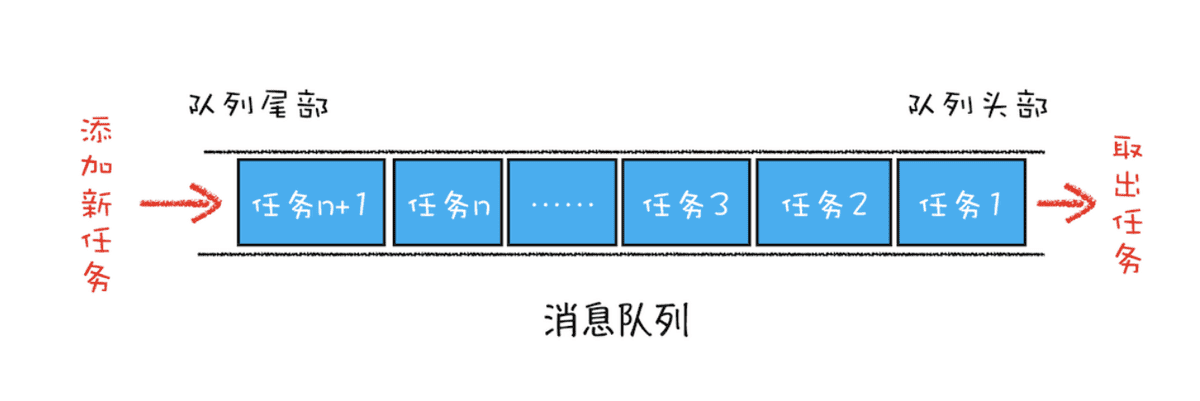 队列尾部
队列头部
添加新任务
任务n+1
任务n
......
任务3
任务2
任务1
取出任务
消息队列